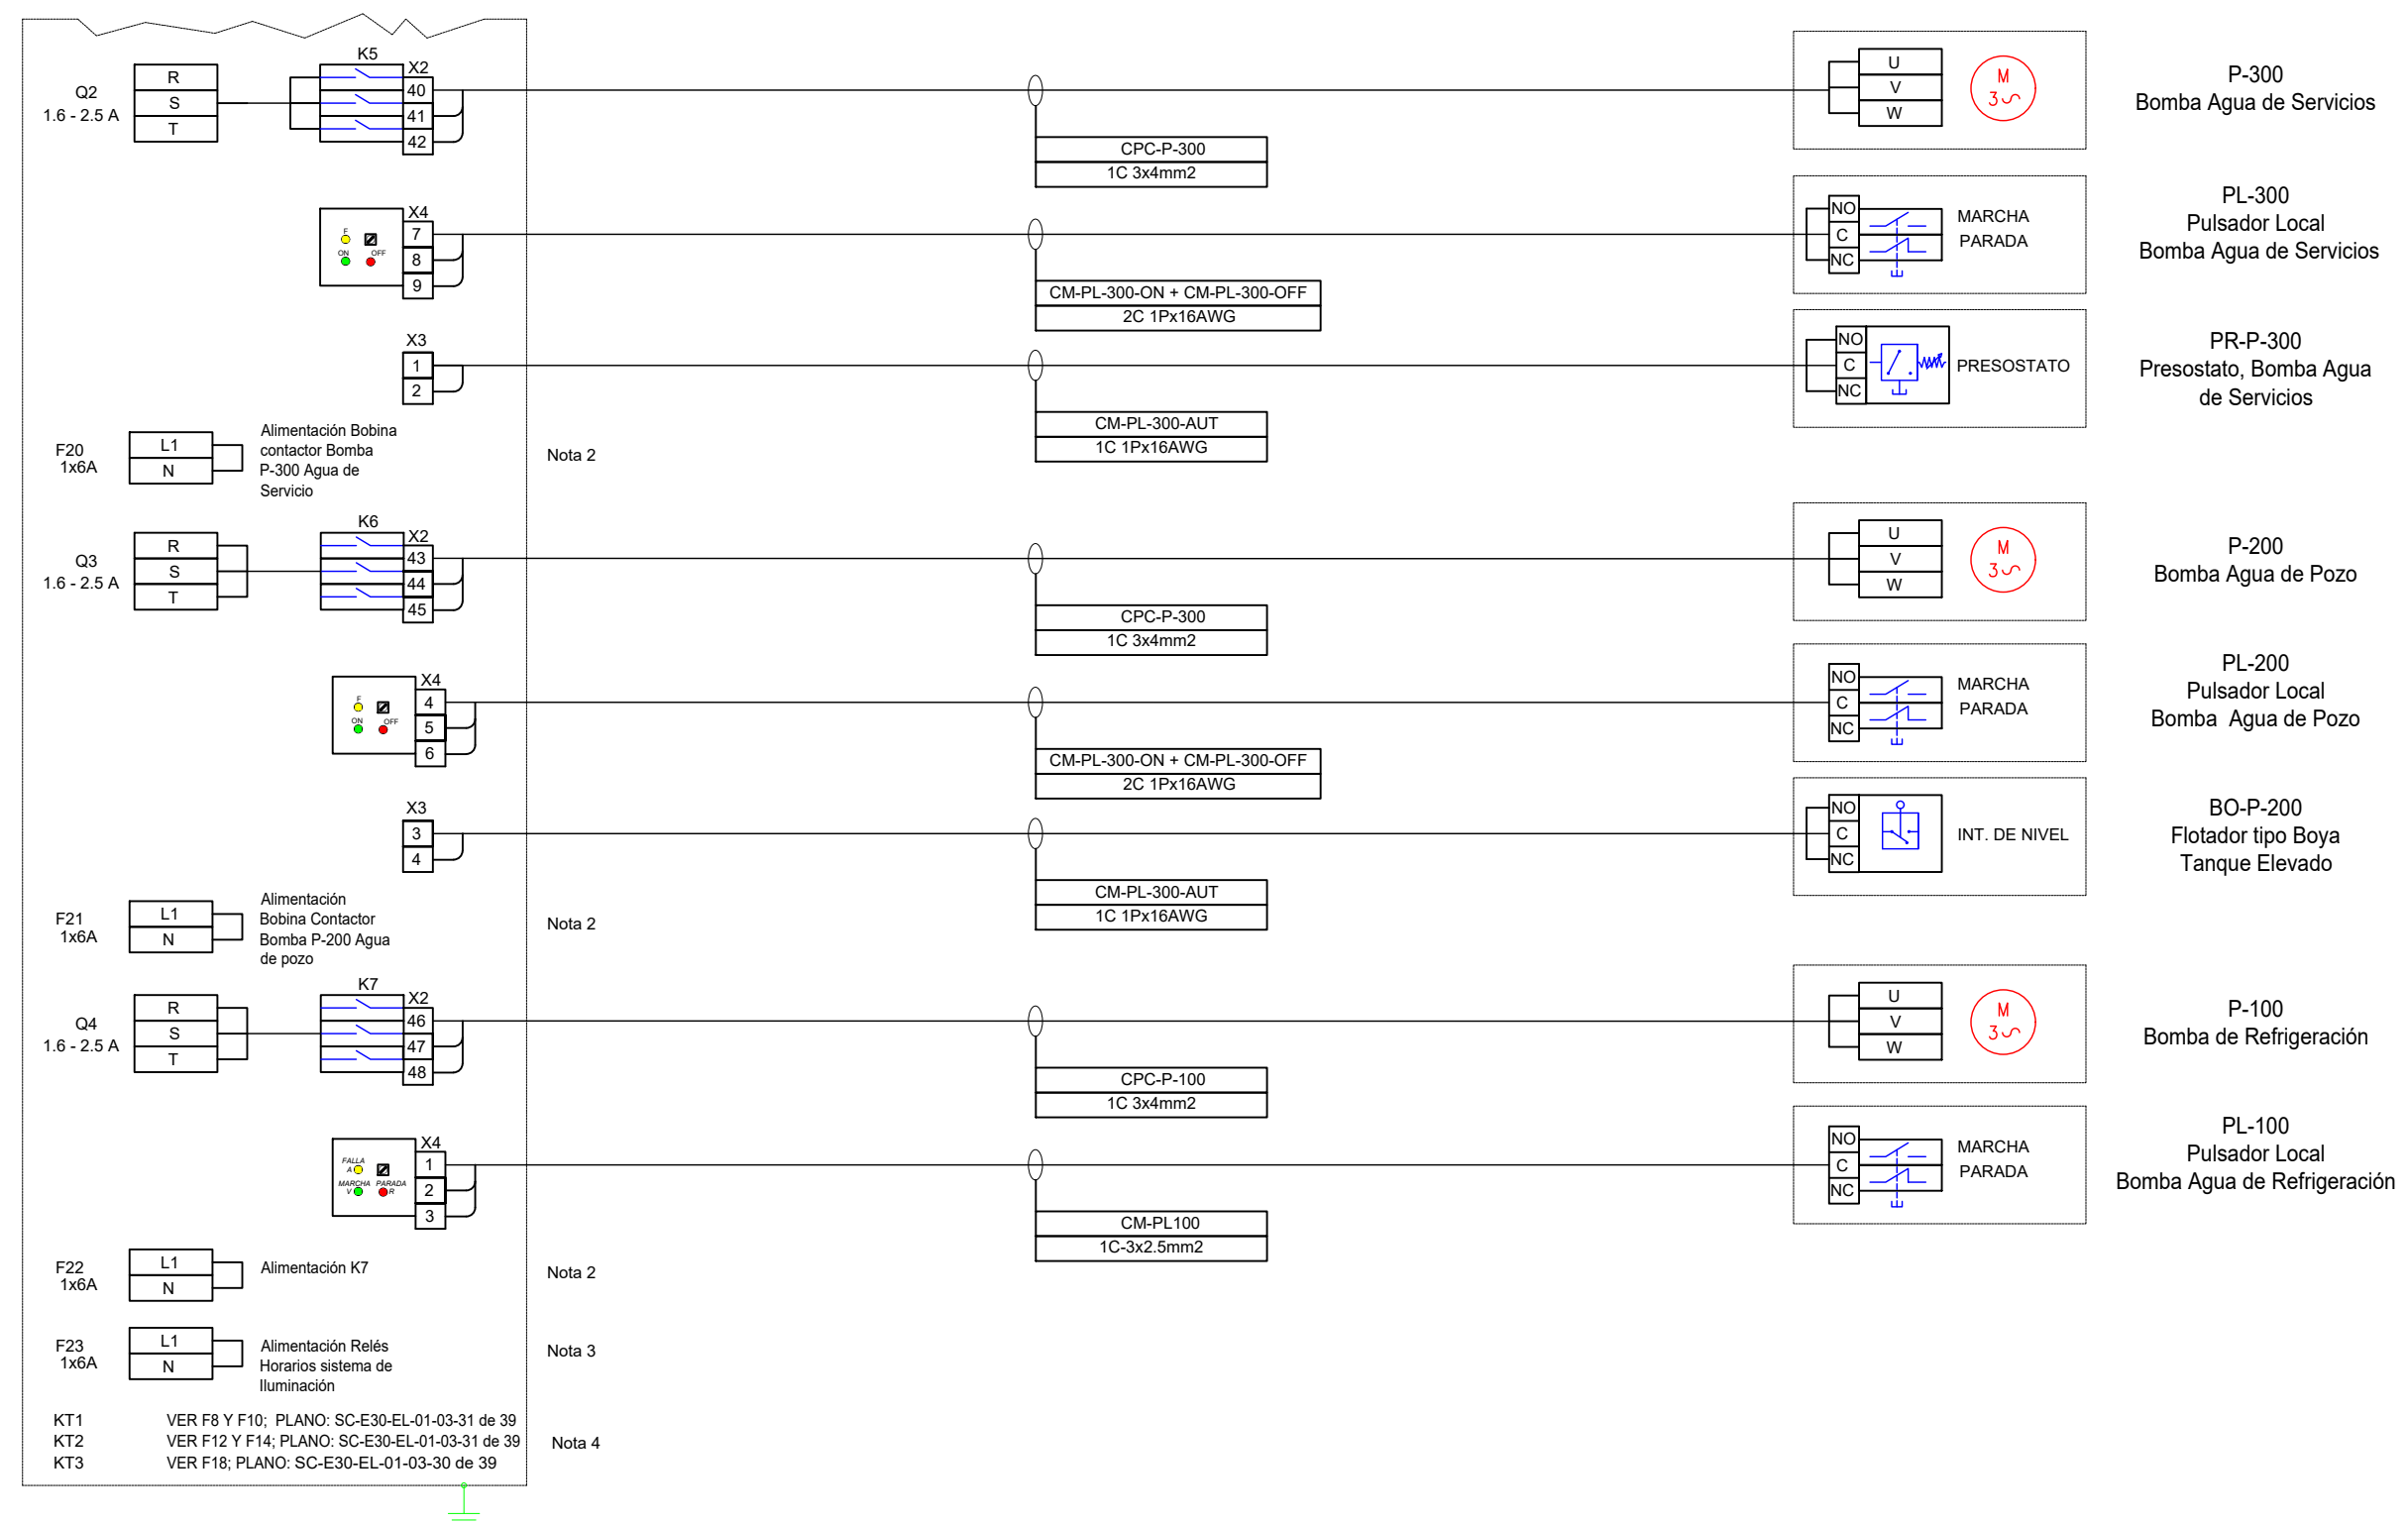 K5
Q2
1.6 - 2.5 A
R
S
T
X2
40
41
42
CPC-P-300
1C 3x4mm2
U
V
W
M
3
P-300
Bomba Agua de Servicios
F
ON
OFF
X4
7
8
9
CM-PL-300-ON + CM-PL-300-OFF
2C 1Px16AWG
NO
C
NC
MARCHA
PARADA
PL-300
Pulsador Local
Bomba Agua de Servicios
X3
1
2
CM-PL-300-AUT
1C 1Px16AWG
NO
C
NC
PRESOSTATO
PR-P-300
Presostato, Bomba Agua
de Servicios
F20
1x6A
L1
N
Alimentación Bobina
contactor Bomba
P-300 Agua de
Servicio
Nota 2
K6
Q3
1.6 - 2.5 A
R
S
T
X2
43
44
45
CPC-P-300
1C 3x4mm2
U
V
W
M
3
P-200
Bomba Agua de Pozo
F
ON
OFF
X4
4
5
6
CM-PL-300-ON + CM-PL-300-OFF
2C 1Px16AWG
NO
C
NC
MARCHA
PARADA
PL-200
Pulsador Local
Bomba  Agua de Pozo
X3
3
4
CM-PL-300-AUT
1C 1Px16AWG
NO
C
NC
INT. DE NIVEL
BO-P-200
Flotador tipo Boya
Tanque Elevado
F21
1x6A
L1
N
Alimentación
Bobina Contactor
Bomba P-200 Agua
de pozo
Nota 2
K7
Q4
1.6 - 2.5 A
R
S
T
X2
46
47
48
CPC-P-100
1C 3x4mm2
U
V
W
M
3
P-100
Bomba de Refrigeración
FALLA
A
MARCHA PARADA
V R
X4
1
2
3
CM-PL100
1C-3x2.5mm2
NO
C
NC
MARCHA
PARADA
PL-100
Pulsador Local
Bomba Agua de Refrigeración
F22
1x6A
L1
N
Alimentación K7
Nota 2
F23
1x6A
L1
N
Alimentación Relés
Horarios sistema de
Iluminación
Nota 3
KT1 VER F8 Y F10; PLANO: SC-E30-EL-01-03-31 de 39
KT2 VER F12 Y F14; PLANO: SC-E30-EL-01-03-31 de 39
KT3 VER F18; PLANO: SC-E30-EL-01-03-30 de 39
Nota 4